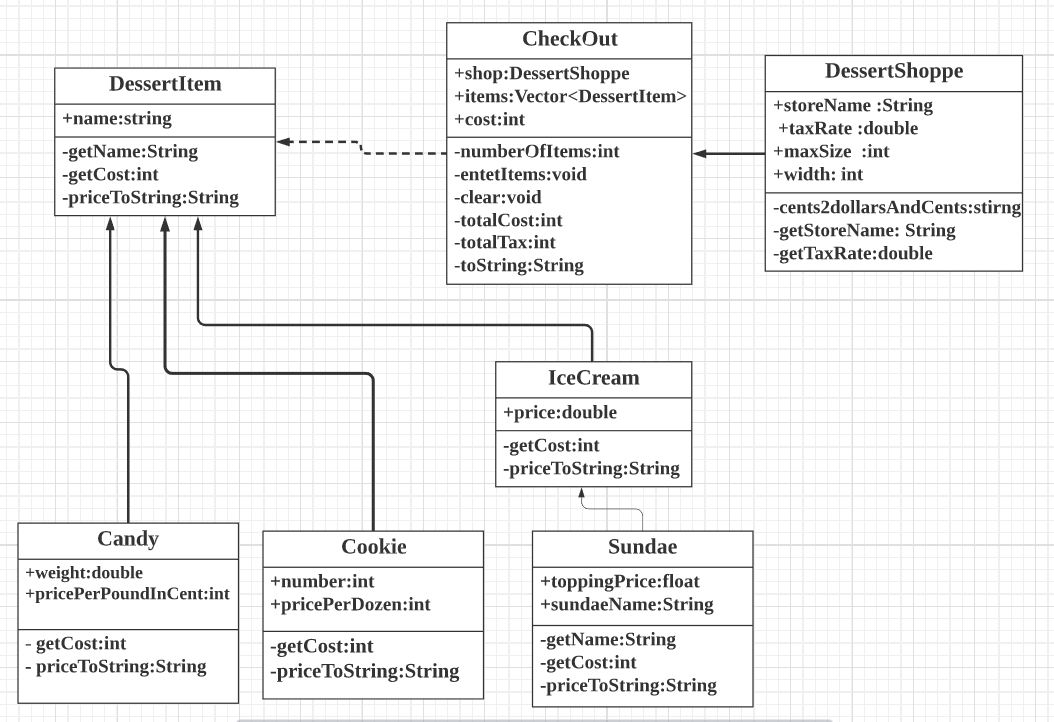 DessertItem
+name:string
-getName:String
-getCost:int
-priceToString:String
CheckOut
+shop:DessertShoppe
+items:Vector<DessertItem>
+cost:int
-numberOfItems:int
-entetItems:void
-clear:void
-totalCost:int
-totalTax:int
-toString:String
DessertShoppe
+storeName :String
+taxRate :double
+maxSize :int
+width: int
-cents2dollarsAndCents:stirng
-getStoreName: String
-getTaxRate:double
IceCream
+price:double
-getCost:int
-priceToString:String
Candy
+weight:double
+pricePerPoundInCent:int
- getCost:int
- priceToString:String
Cookie
+number:int
+pricePerDozen:int
-getCost:int
-priceToString:String
Sundae
+toppingPrice:float
+sundaeName:String
-getName:String
-getCost:int
-priceToString:String